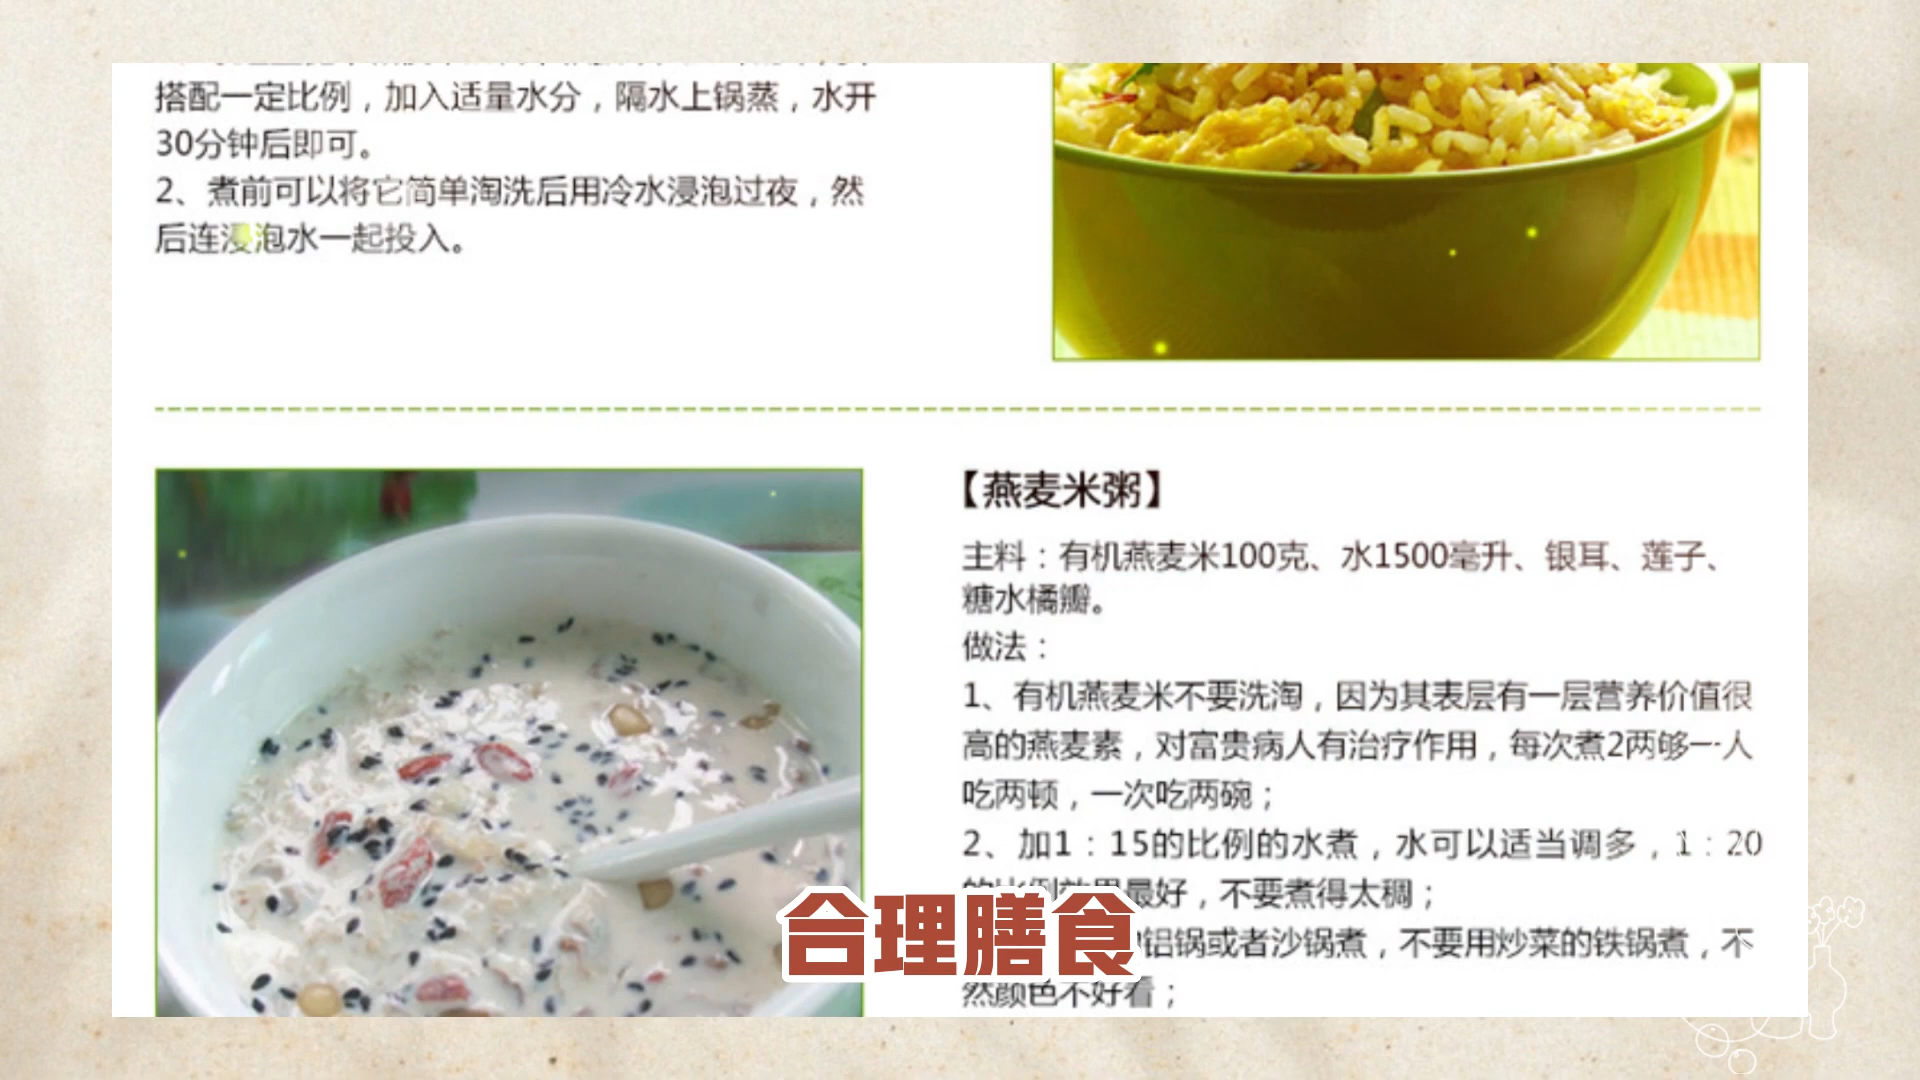 搭配一定比例，加入适量水分，隔水上锅蒸，水开
30分钟后即可。
2、煮前可以将它简单淘洗后用冷水浸泡过夜，然
后连浸泡水一起投入。
【燕麦米粥】
主料：有机燕麦米100克、水1500毫升、银耳、莲子、
糖水橘瓣。
做法：
1、有机燕麦米不要洗淘，因为其表层有一层营养价值很
高的燕麦素，对富贵病人有治疗作用，每次煮2两够一人
吃两顿，一次吃两碗；
2、加1：15的比例的水煮，水可以适当调多，1：20
最好，不要煮得太稠；
铝锅或者沙锅煮，不要用炒菜的铁锅煮，不
然颜色不好看；
合理膳食